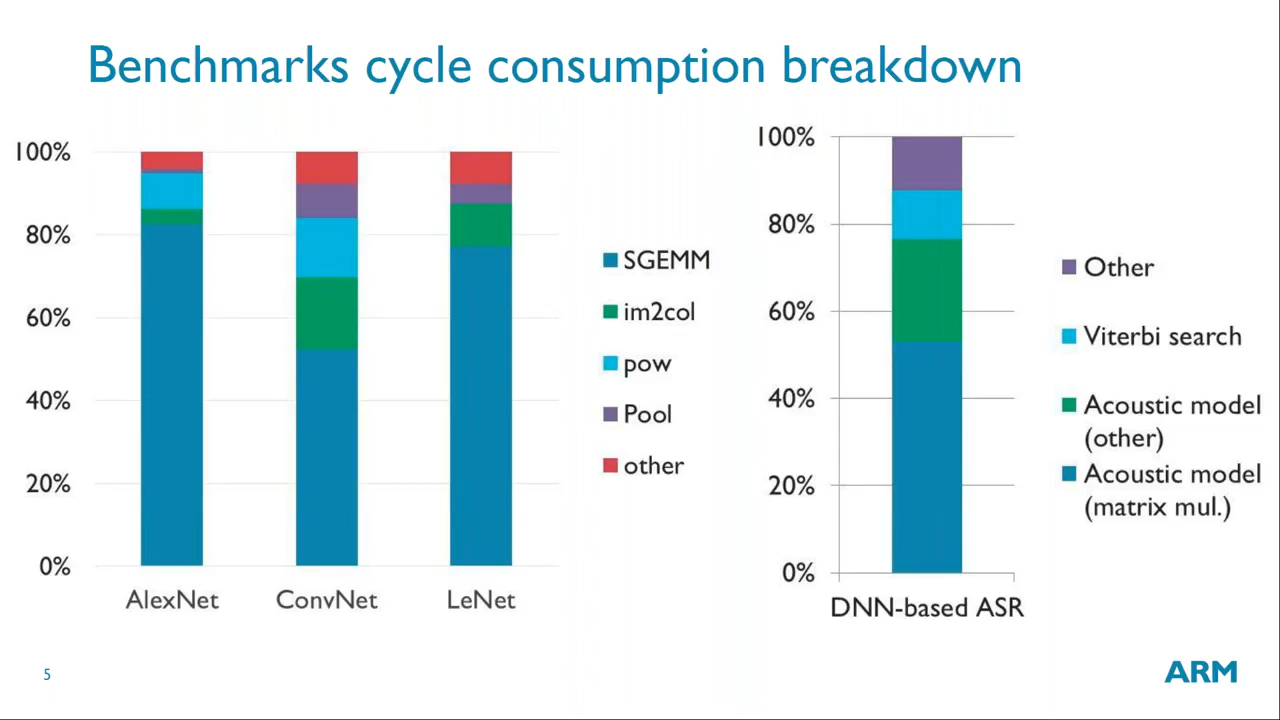 Benchmarks cycle consumption breakdown
100%
80%
60%
40%
20%
0%
AlexNet
ConvNet
LeNet
SGEMM
im2col
pow
Pool
other
100%
80%
60%
40%
20%
0%
DNN-based ASR
Other
Viterbi search
Acoustic model
(other)
Acoustic model
(matrix mul.)
5
ARM